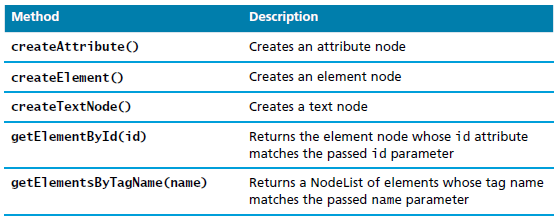 Method Description
createAttribute() Creates an attribute node
createElement() Creates an element node
createTextNode() Creates a text node
getElementById(id) Returns the element node whose id attribute
matches the passed id parameter
getElementsByTagName(name) Returns a NodeList of elements whose tag name
matches the passed name parameter